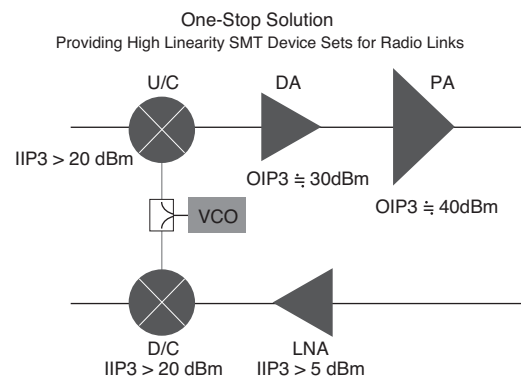 One-Stop Solution
Providing High Linearity SMT Device Sets for Radio Links
U/C
DA
PA
IIP3 > 20 dBm
OIP3 ≒ 30dBm
OIP3 ≒ 40dBm
VCO
D/C
LNA
IIP3 > 20 dBm
IIP3 > 5 dBm